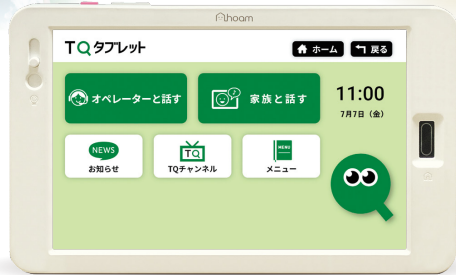 Ahoam
TQタブレット
ホーム
戻る
オペレーターと話す
家族と話す
11:00
7月7日（金）
NEWS
お知らせ
TQ
TQチャンネル
MENU
メニュー